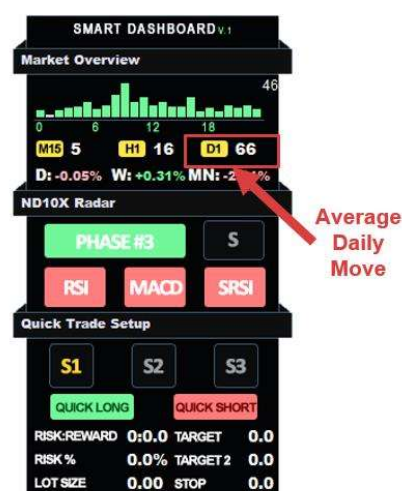 SMART DASHBOARD V.1
Market Overview
46
0 6 12 18
M15 5 H1 16 D1 66
D: -0.05% W: +0.31% MN:
ND10X Radar
PHASE #3 S
RSI MACD SRSI
Average
Daily
Move
Quick Trade Setup
S1 S2 S3
QUICK LONG QUICK SHORT
RISK:REWARD 0:0.0 TARGET 0.0
RISK % 0.0% TARGET 2 0.0
LOT SIZE 0.00 STOP 0.0